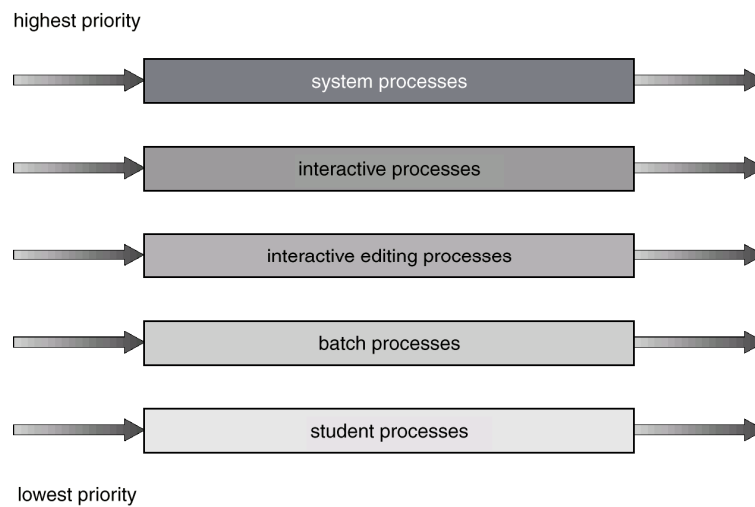 highest priority
system processes
interactive processes
interactive editing processes
batch processes
student processes
lowest priority